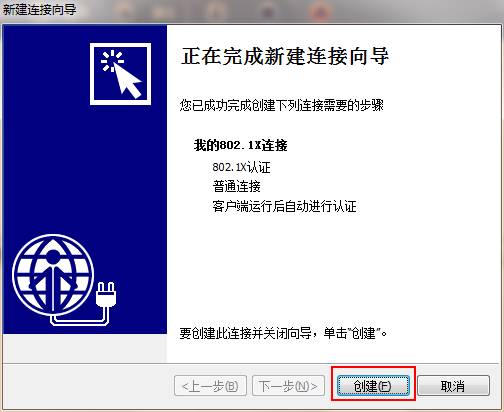 新建连接向导
正在完成新建连接向导
您已成功完成创建下列连接需要的步骤
我的802.1X连接
802.1X认证
普通连接
客户端运行后自动进行认证
要创建此连接并关闭向导，单击“创建”。
<上一步(B)
下一步(N)>
创建(F)
取消